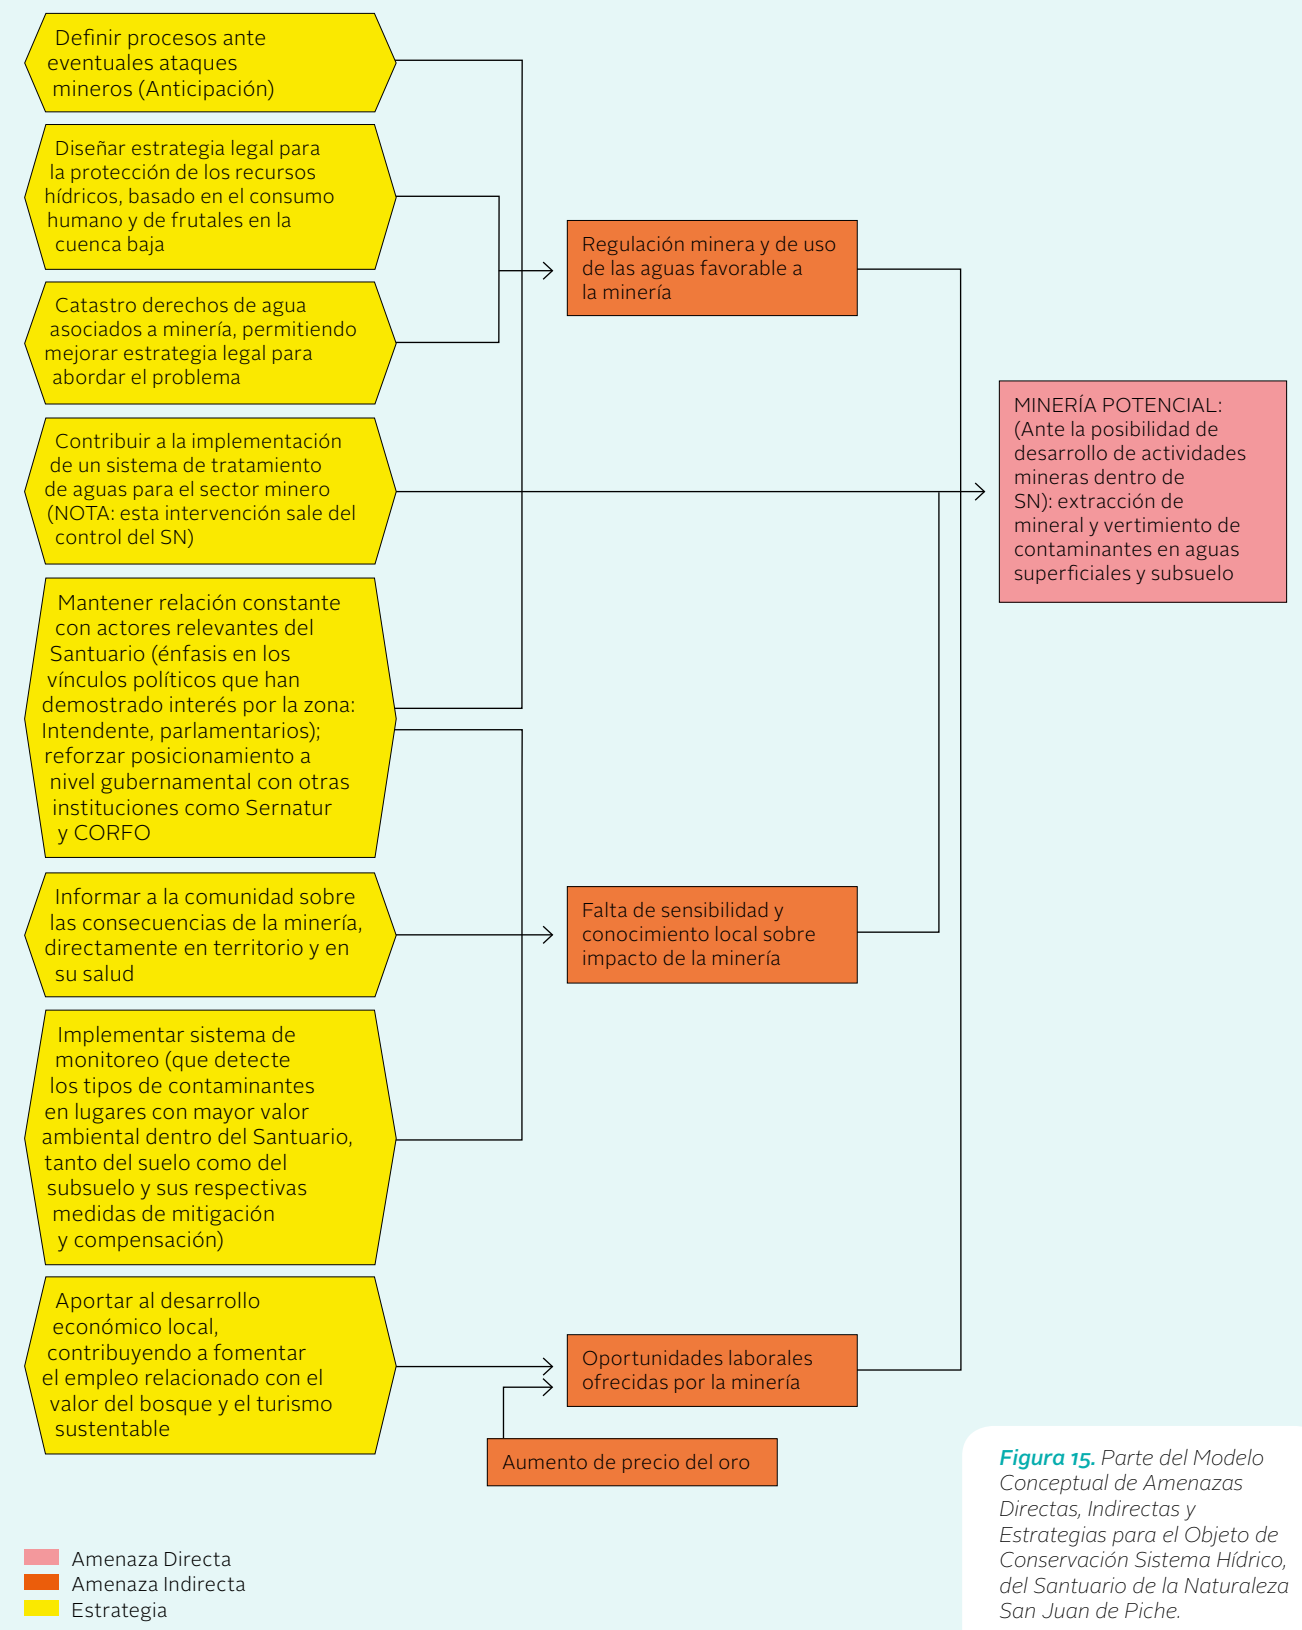 Definir procesos ante
eventuales ataques
mineros (Anticipación)
Diseñar estrategia legal para
la protección de los recursos
hídricos, basado en el consumo
humano y de frutales en la
cuenca baja
Catastro derechos de agua
asociados a minería, permitiendo
mejorar estrategia legal para
abordar el problema
Contribuir a la implementación
de un sistema de tratamiento
de aguas para el sector minero
(NOTA: esta intervención sale del
control del SN)
Mantener relación constante
con actores relevantes del
Santuario (énfasis en los
vínculos políticos que han
demostrado interés por la zona:
Intendente, parlamentarios);
reforzar posicionamiento a
nivel gubernamental con otras
instituciones como Sernatur
y CORFO
Informar a la comunidad sobre
las consecuencias de la minería,
directamente en territorio y en
su salud
Implementar sistema de
monitoreo (que detecte
los tipos de contaminantes
en lugares con mayor valor
ambiental dentro del Santuario,
tanto del suelo como del
subsuelo y sus respectivas
medidas de mitigación
y compensación)
Aportar al desarrollo
económico local,
contribuyendo a fomentar
el empleo relacionado con el
valor del bosque y el turismo
sustentable
Regulación minera y de uso
de las aguas favorable a
la minería
Falta de sensibilidad y
conocimiento local sobre
impacto de la minería
Oportunidades laborales
ofrecidas por la minería
Aumento de precio del oro
MINERÍA POTENCIAL:
(Ante la posibilidad de
desarrollo de actividades
mineras dentro de
SN): extracción de
mineral y vertimiento de
contaminantes en aguas
superficiales y subsuelo
Amenaza Directa
Amenaza Indirecta
Estrategia
Figura 15. Parte del Modelo
Conceptual de Amenazas
Directas, Indirectas y
Estrategias para el Objeto de
Conservación Sistema Hídrico,
del Santuario de la Naturaleza
San Juan de Piche.